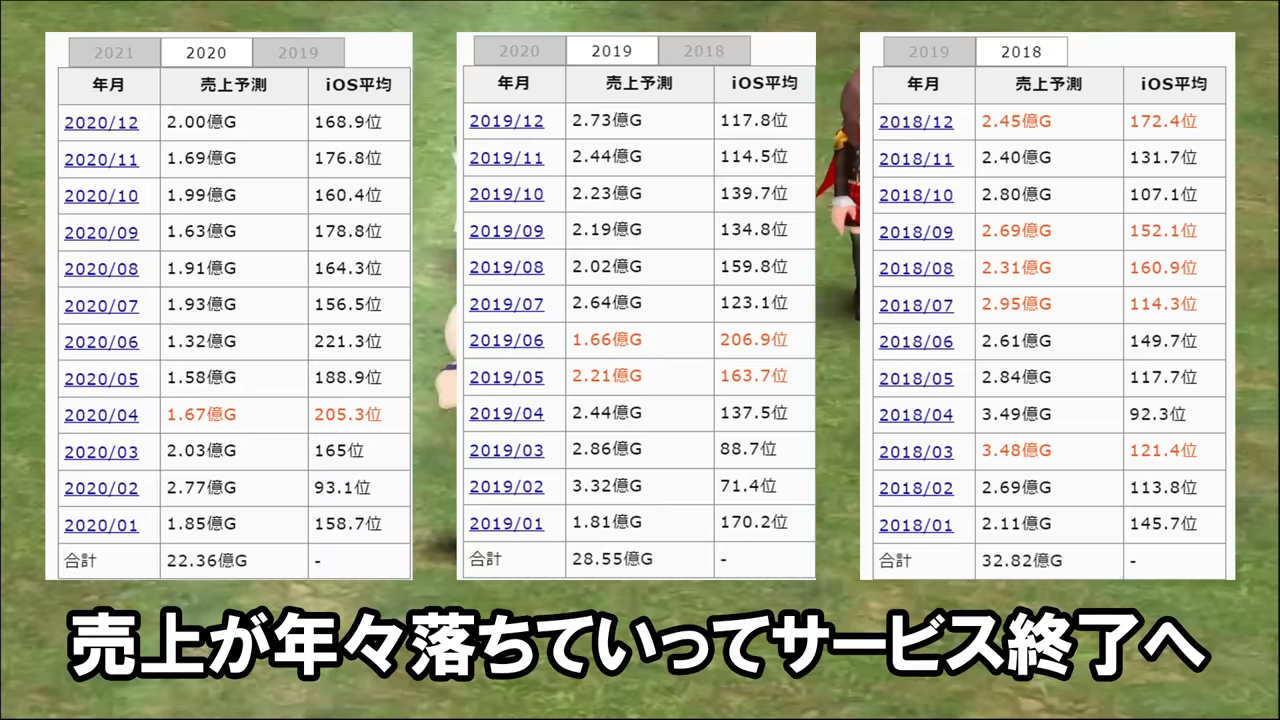 2021 2020 2019
年月 売上予測 iOS平均
2020/12 2.00億G 168.9位
2020/11 1.69億G 176.8位
2020/10 1.99億G 160.4位
2020/09 1.63億G 178.8位
2020/08 1.91億G 164.3位
2020/07 1.93億G 156.5位
2020/06 1.32億G 221.3位
2020/05 1.58億G 188.9位
2020/04 1.67億G 205.3位
2020/03 2.03億G 165位
2020/02 2.77億G 93.1位
2020/01 1.85億G 158.7位
合計 22.36億G -
2020 2019 2018
年月 売上予測 iOS平均
2019/12 2.73億G 117.8位
2019/11 2.44億G 114.5位
2019/10 2.23億G 139.7位
2019/09 2.19億G 134.8位
2019/08 2.02億G 159.8位
2019/07 2.64億G 123.1位
2019/06 1.66億G 206.9位
2019/05 2.21億G 163.7位
2019/04 2.44億G 137.5位
2019/03 2.86億G 88.7位
2019/02 3.32億G 71.4位
2019/01 1.81億G 170.2位
合計 28.55億G -
2019 2018
年月 売上予測 iOS平均
2018/12 2.45億G 172.4位
2018/11 2.40億G 131.7位
2018/10 2.80億G 107.1位
2018/09 2.69億G 152.1位
2018/08 2.31億G 160.9位
2018/07 2.95億G 114.3位
2018/06 2.61億G 149.7位
2018/05 2.84億G 117.7位
2018/04 3.49億G 92.3位
2018/03 3.48億G 121.4位
2018/02 2.69億G 113.8位
2018/01 2.11億G 145.7位
合計 32.82億G -
売上が年々落ちていってサービス終了へ